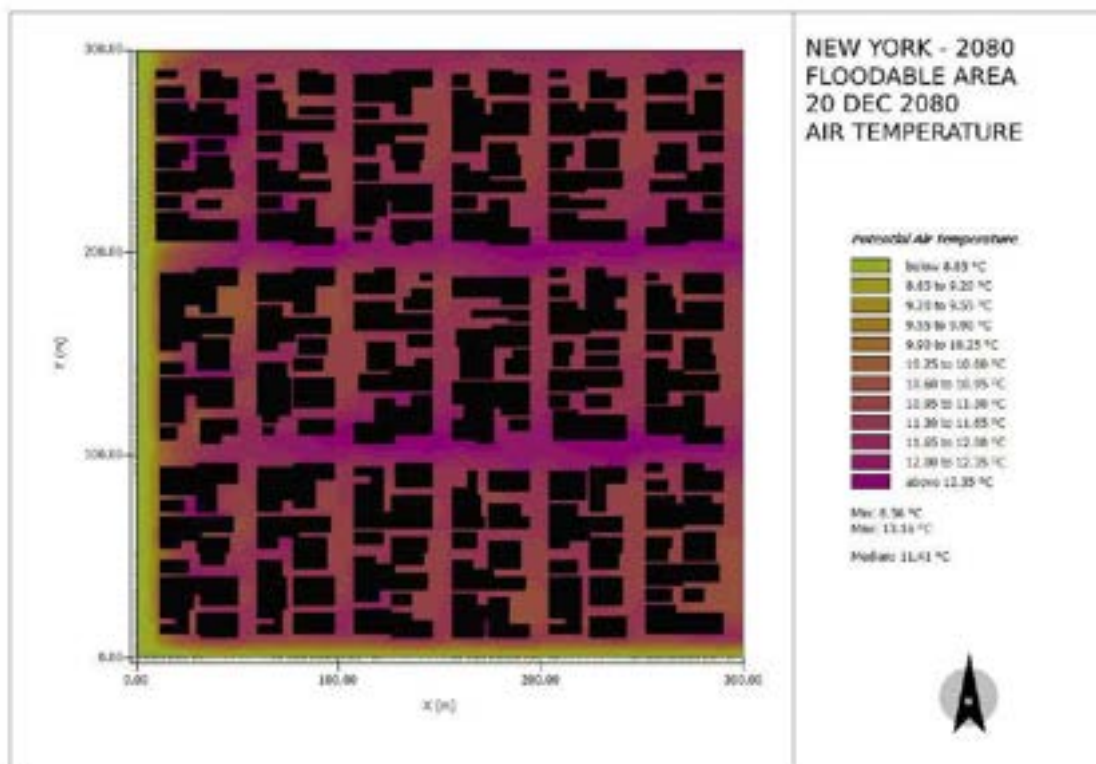 NEW YORK - 2080
FLOODABLE AREA
20 DEC 2080
AIR TEMPERATURE
300.00
200.00
100.00
0.00
Y [m]
0.00
100.00
200.00
300.00
X [m]
Potential Air Temperature
below 8.85 °C
8.85 to 9.20 °C
9.20 to 9.55 °C
9.55 to 9.90 °C
9.90 to 10.25 °C
10.25 to 10.60 °C
10.60 to 10.95 °C
10.95 to 11.30 °C
11.30 to 11.65 °C
11.65 to 12.00 °C
12.00 to 12.35 °C
above 12.35 °C
Min: 8.56 °C
Max: °C
Median: 11.41 °C